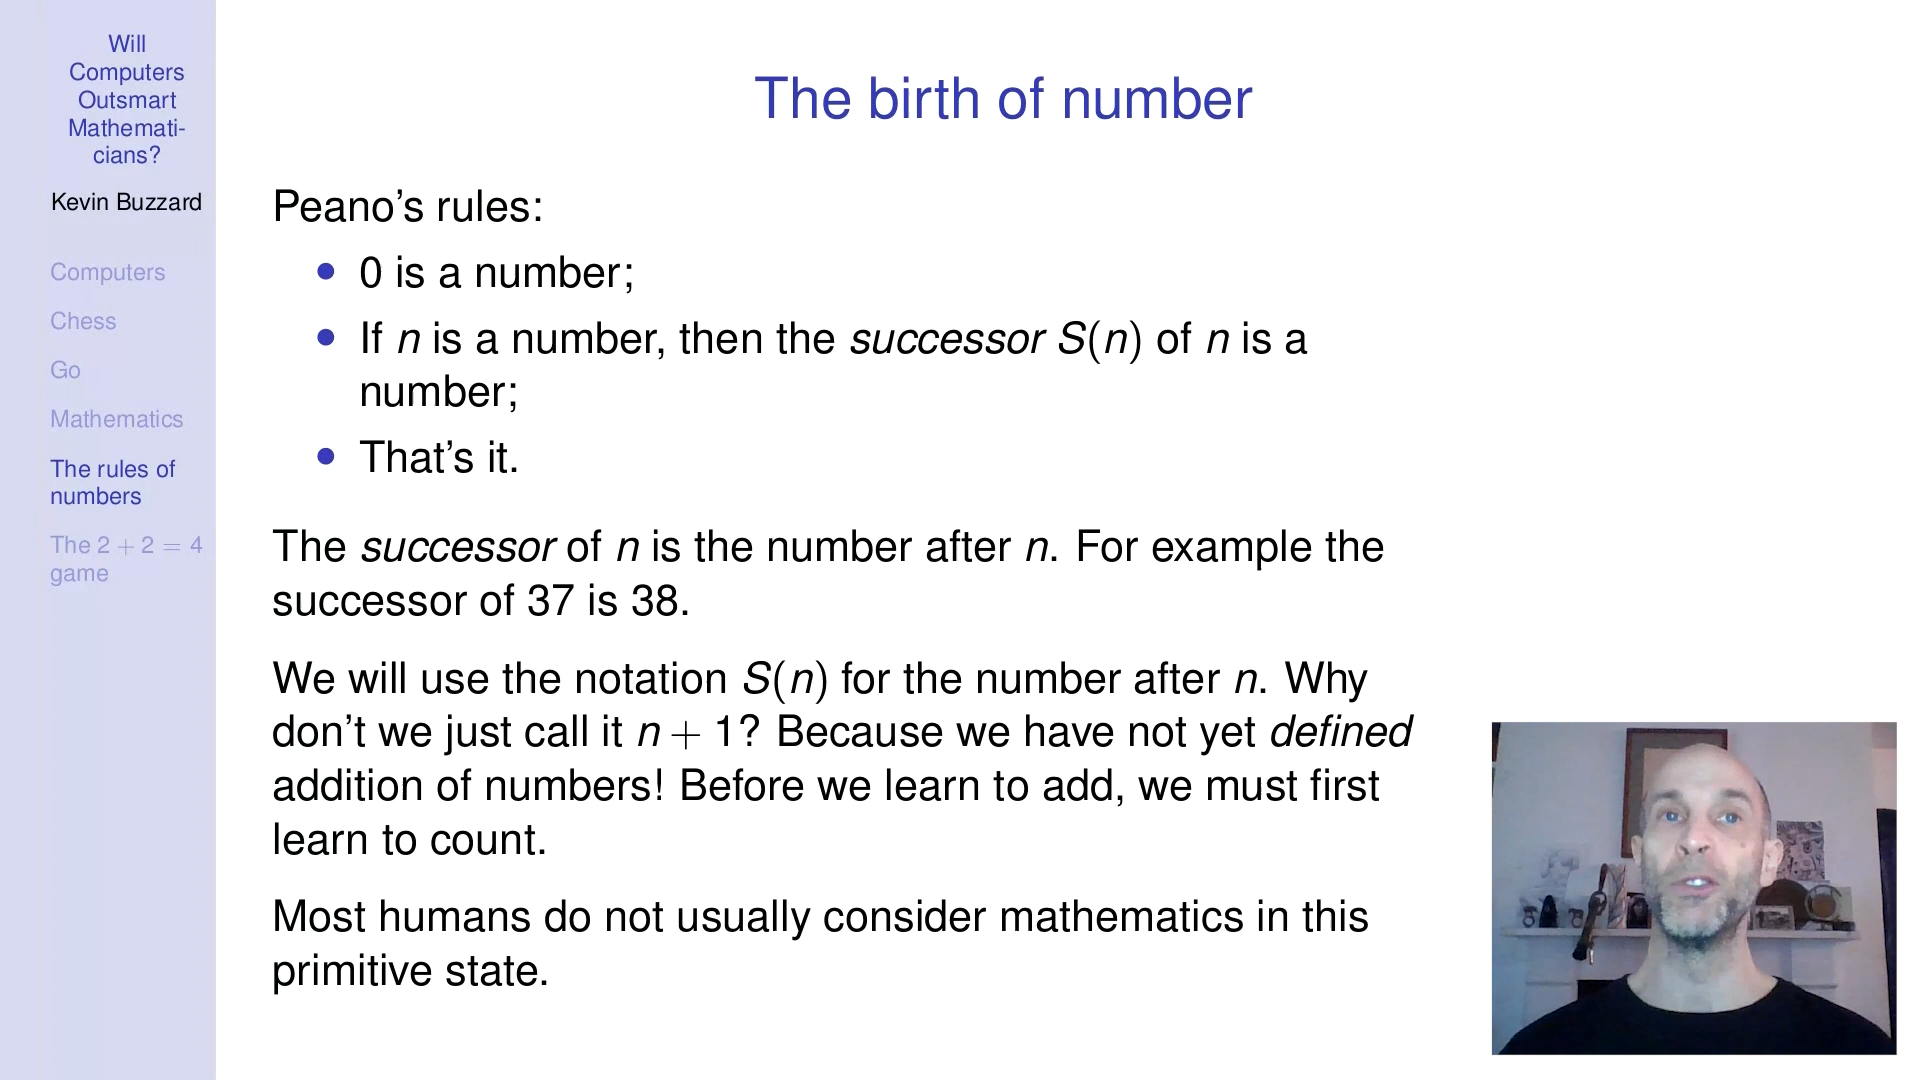 Will
Computers
Outsmart
Mathemati-
cians?
Kevin Buzzard
Computers
Chess
Go
Mathematics
The rules of
numbers
The 2 + 2 = 4
game
The birth of number
Peano’s rules:
• 0 is a number;
• If n is a number, then the successor S(n) of n is a
number;
• That’s it.
The successor of n is the number after n. For example the
successor of 37 is 38.
We will use the notation S(n) for the number after n. Why
don’t we just call it n + 1? Because we have not yet defined
addition of numbers! Before we learn to add, we must first
learn to count.
Most humans do not usually consider mathematics in this
primitive state.